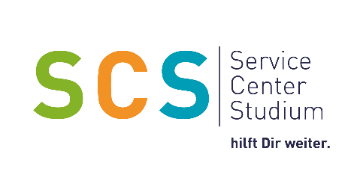 SCS
Service
Center
Studium
hilft Dir weiter.